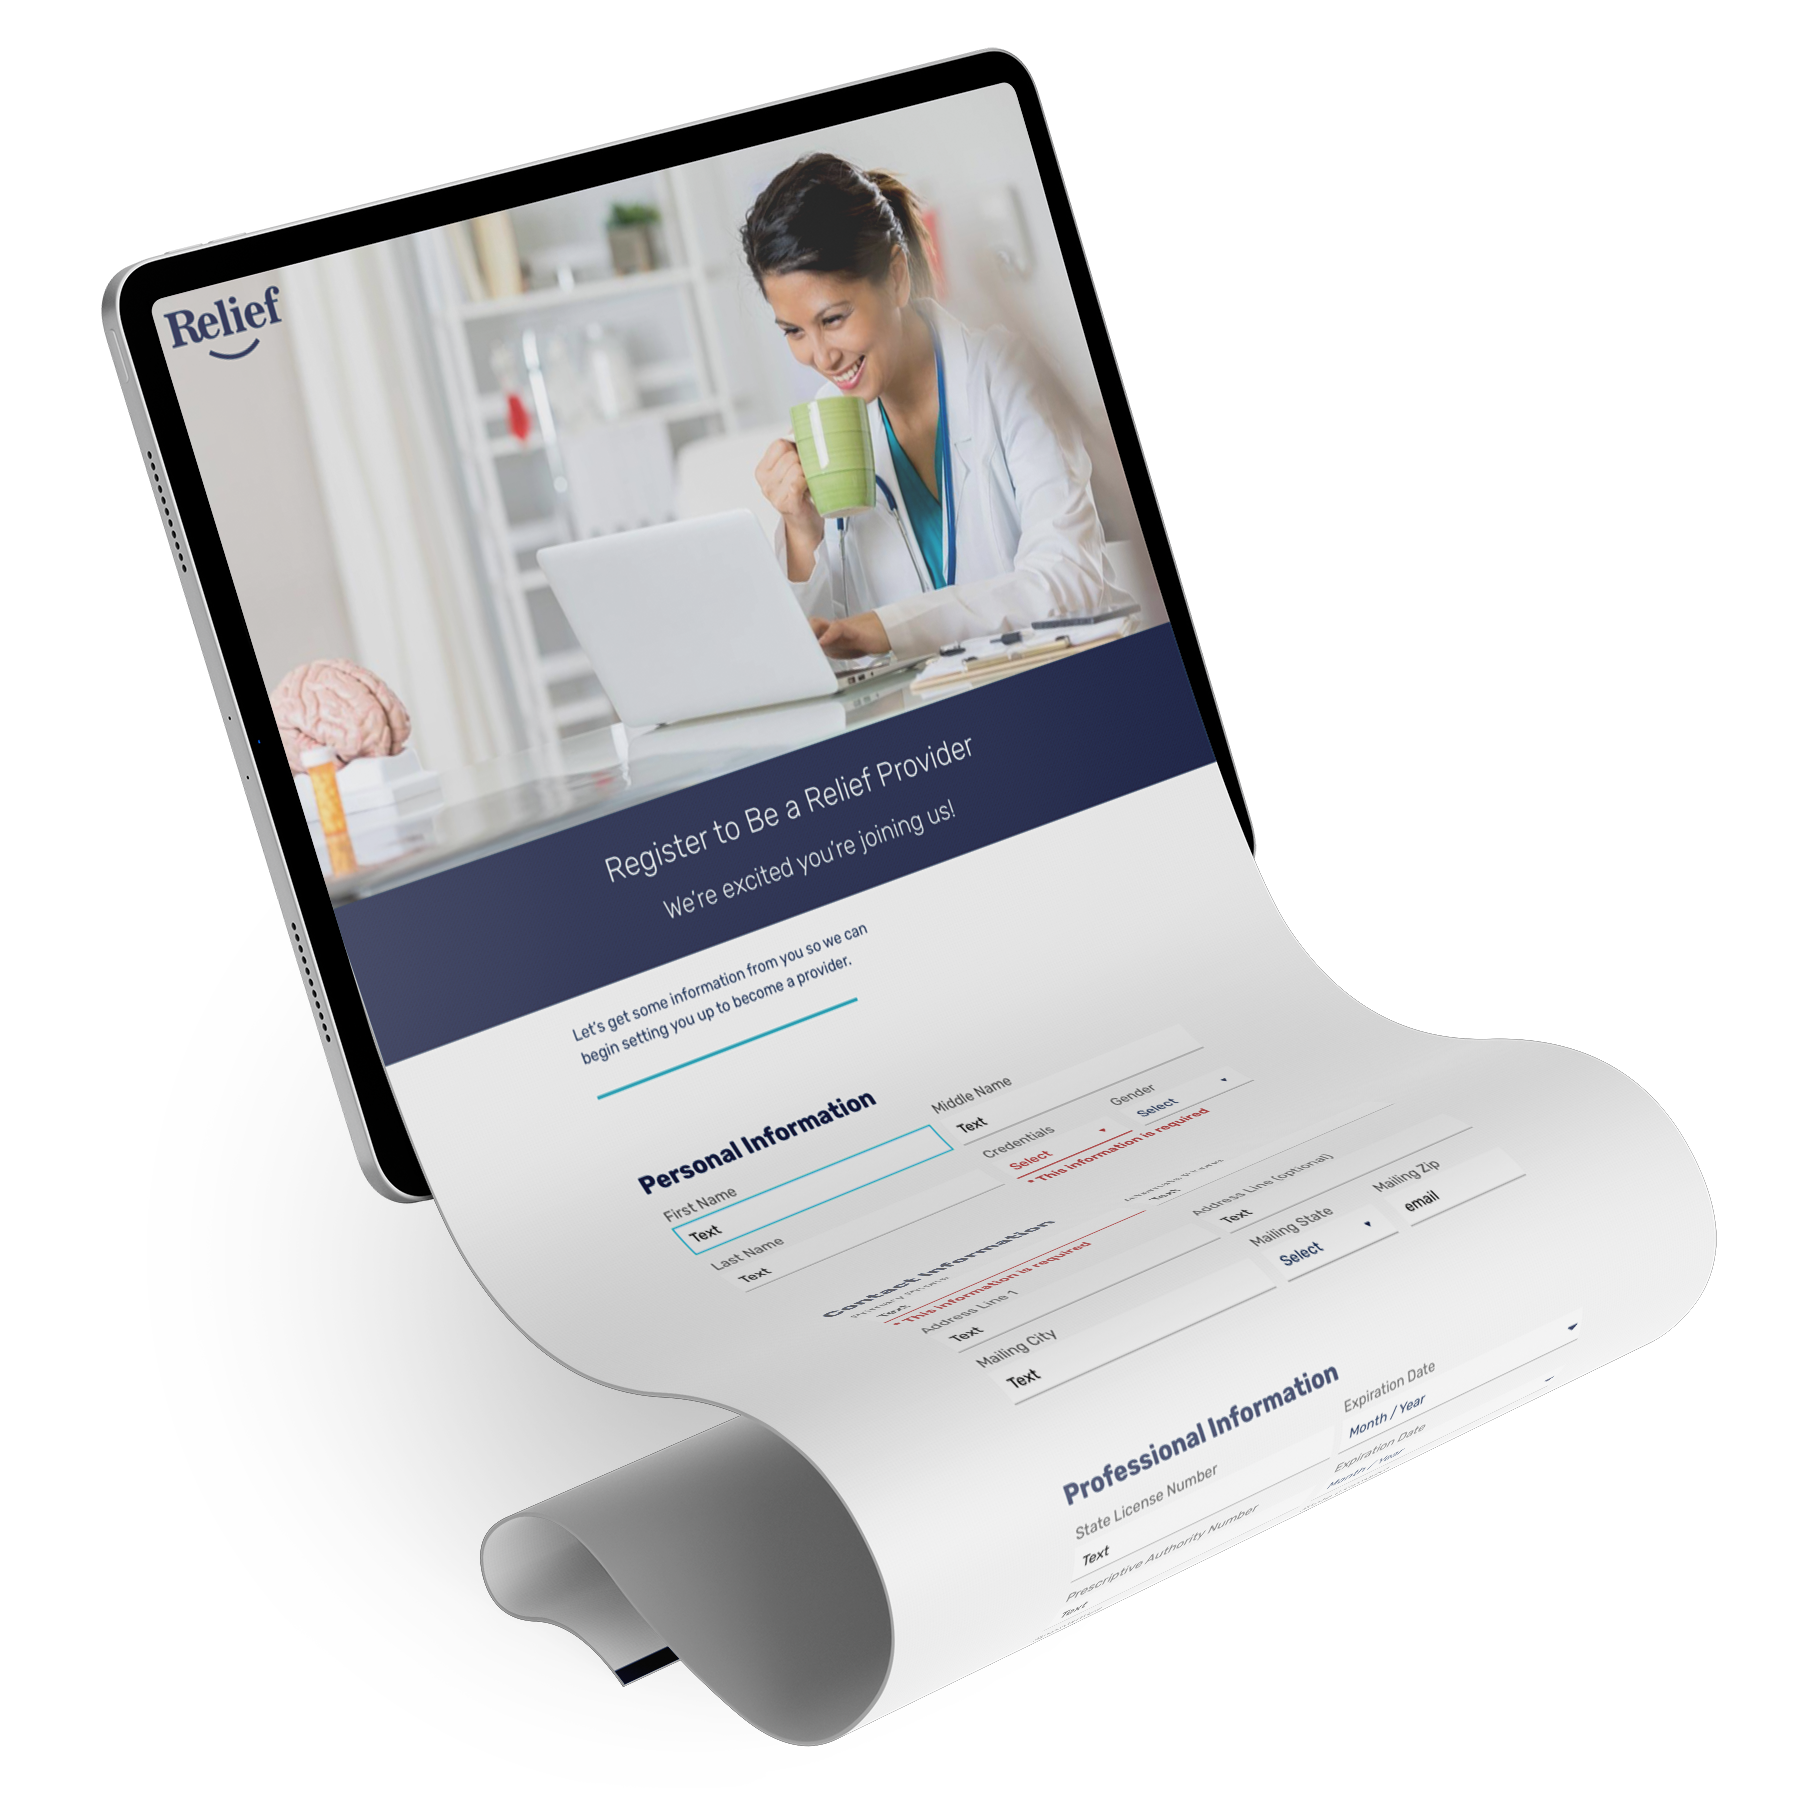 Relief
Register to Be a Relief Provider
We're excited you're joining us!
Let's get some information from you so we can
begin setting you up to become a provider.
Personal Information
First Name
Text
Middle Name
Text
Last Name
Text
Credentials
Select
* This information is required
Gender
Select
Contact Information
Primary Phone
Text
* This information is required
Text
Address Line 1
Text
Address Line (optional)
Text
Mailing City
Text
Mailing State
Select
Mailing Zip
email
Professional Information
State License Number
Text
Expiration Date
Month / Year
Prescriptive Authority Number
Text
Expiration Date
Month / Year